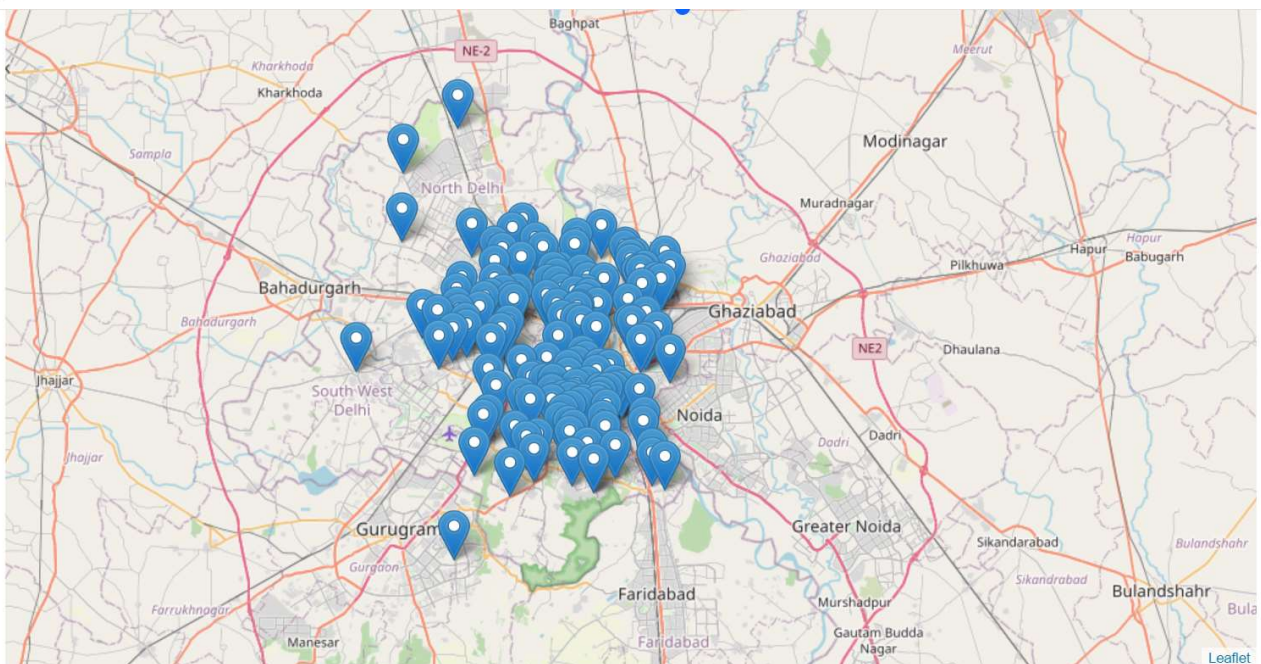 Baghpat
NE-2
Meerut
Kharkhoda
Kharkhoda
Modinagar
Sampla
North Delhi
Muradnagar
Hapur
Hapur
Babugarh
Ghaziabad
Pilkhuwa
Bahadurgarh
Ghaziabad
Bahadurgarh
NE2
Dhaulana
Jhajjar
South West
Delhi
Noida
Dadri
Dadri
Jhajjar
Gurugram
Greater Noida
Sikandarabad
Bulandshahr
Gurgaon
Sikandrabad
Bulandshahr
Faridabad
Murshadpur
Farrukhnagar
Bula
Manesar
Faridabad
Gautam Budda
Nagar
Leaflet